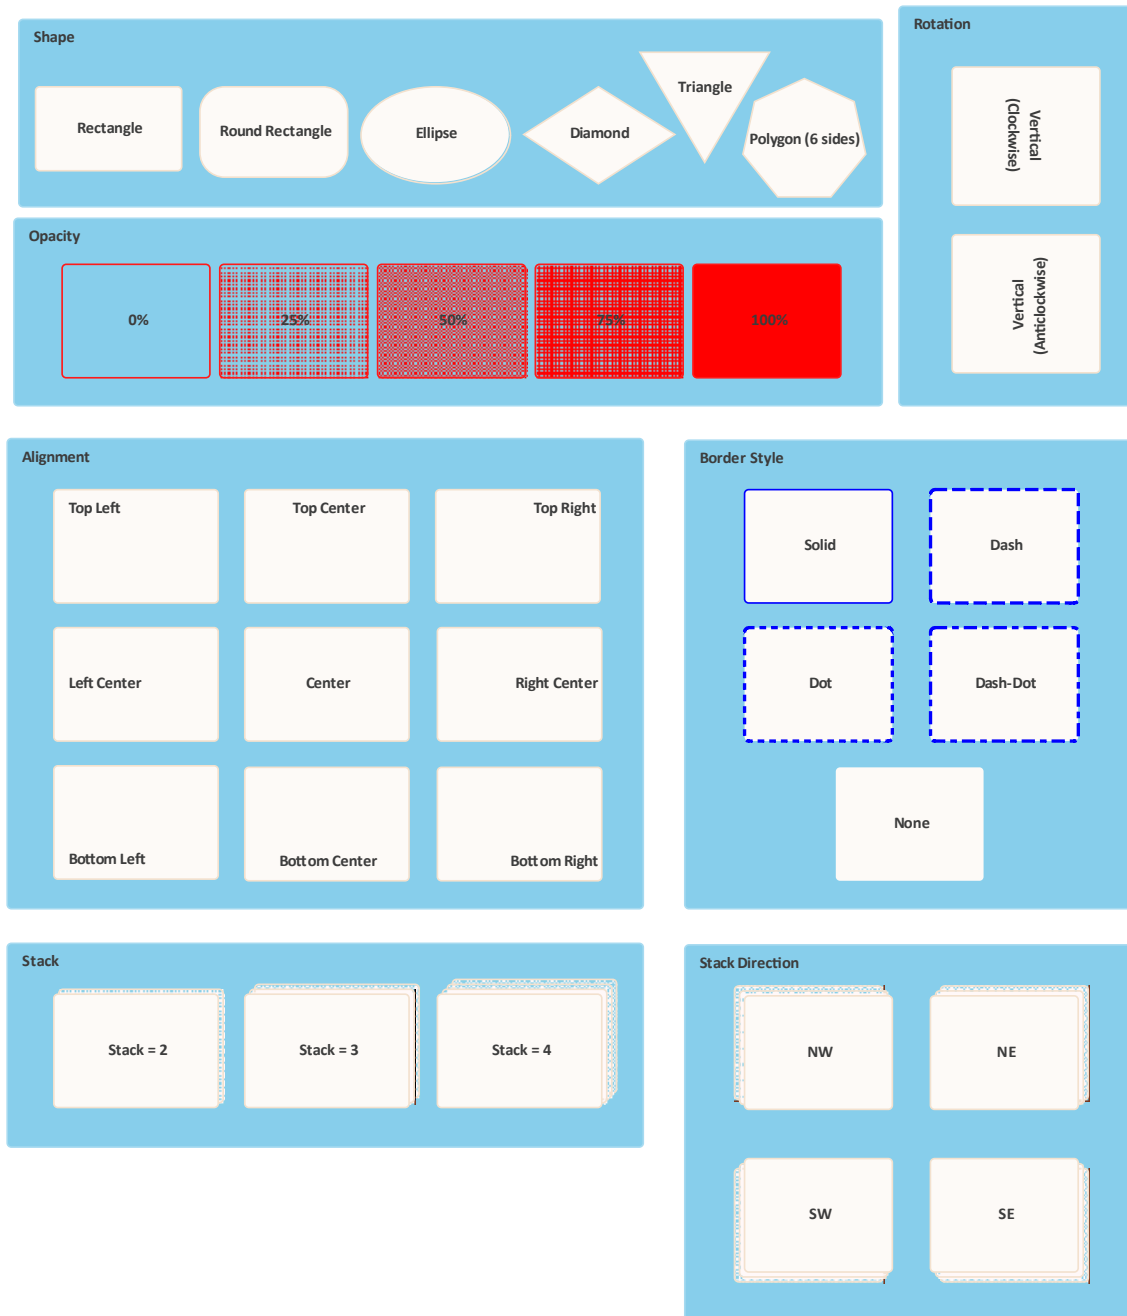 Shape
Rectangle
Round Rectangle
Ellipse
Diamond
Triangle
Polygon (6 sides)
Rotation
Vertical
(Clockwise)
Vertical
(Anticlockwise)
Opacity
0%
25%
50%
75%
100%
Alignment
Top Left
Top Center
Top Right
Left Center
Center
Right Center
Bottom Left
Bottom Center
Bottom Right
Border Style
Solid
Dash
Dot
Dash-Dot
None
Stack
Stack = 2
Stack = 3
Stack = 4
Stack Direction
NW
NE
SW
SE